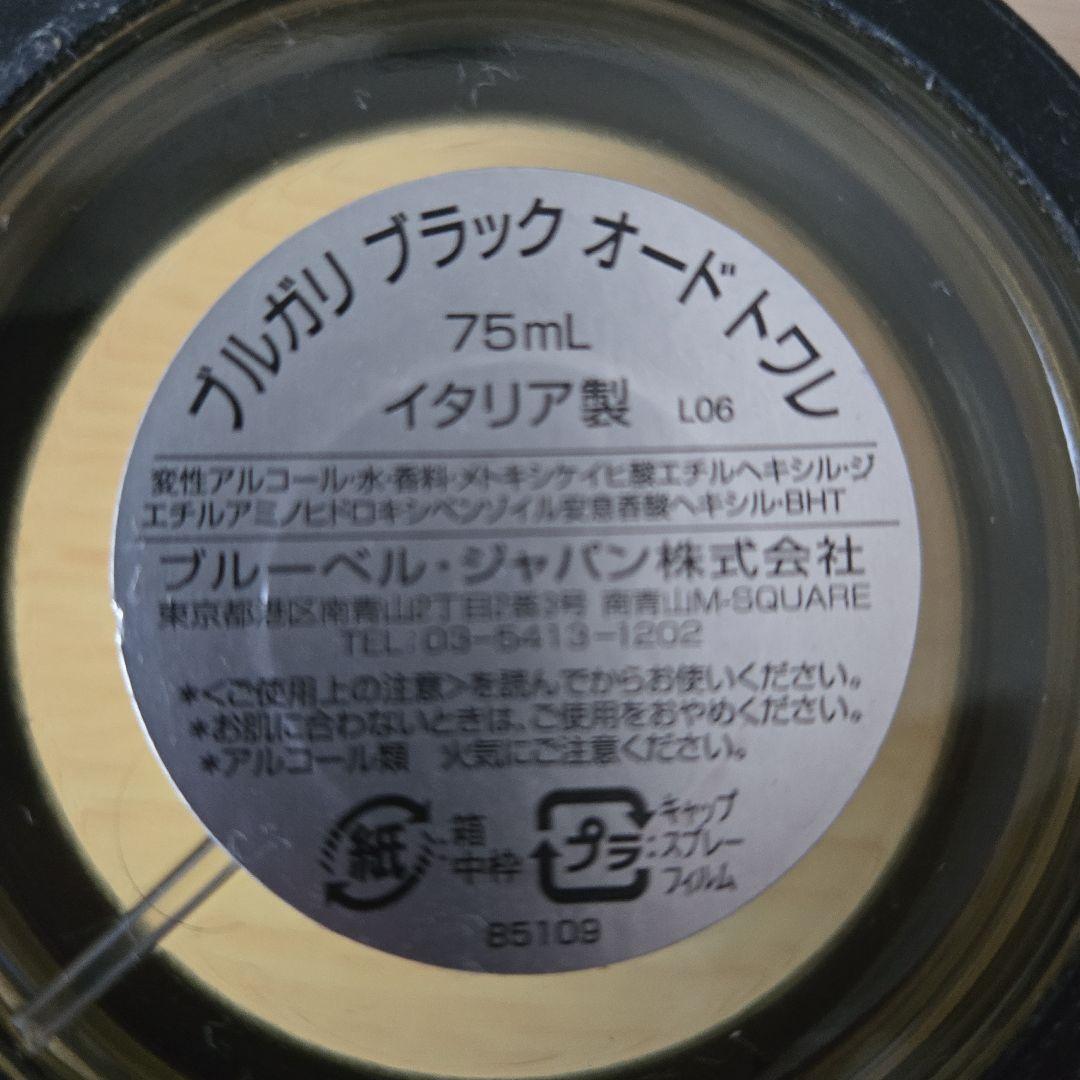 ブルガリ ブラック オードトワレ
75mL
イタリア製 L06
変性アルコール・水・香料・メトキシケイヒ酸エチルヘキシル・ジ
エチルアミノヒドロキシベンゾイル安息香酸ヘキシル・BHT
ブルーベル・ジャパン株式会社
東京都港区南青山2丁目2番3号 南青山M-SQUARE
TEL:03-5413-1202
*<ご使用上の注意>を読んでからお使いください。
*お肌に合わないときは、ご使用をおやめください。
*アルコール類 火気にご注意ください。
紙:箱
中枠
プラ:キャップ
スプレー
フィルム
85109